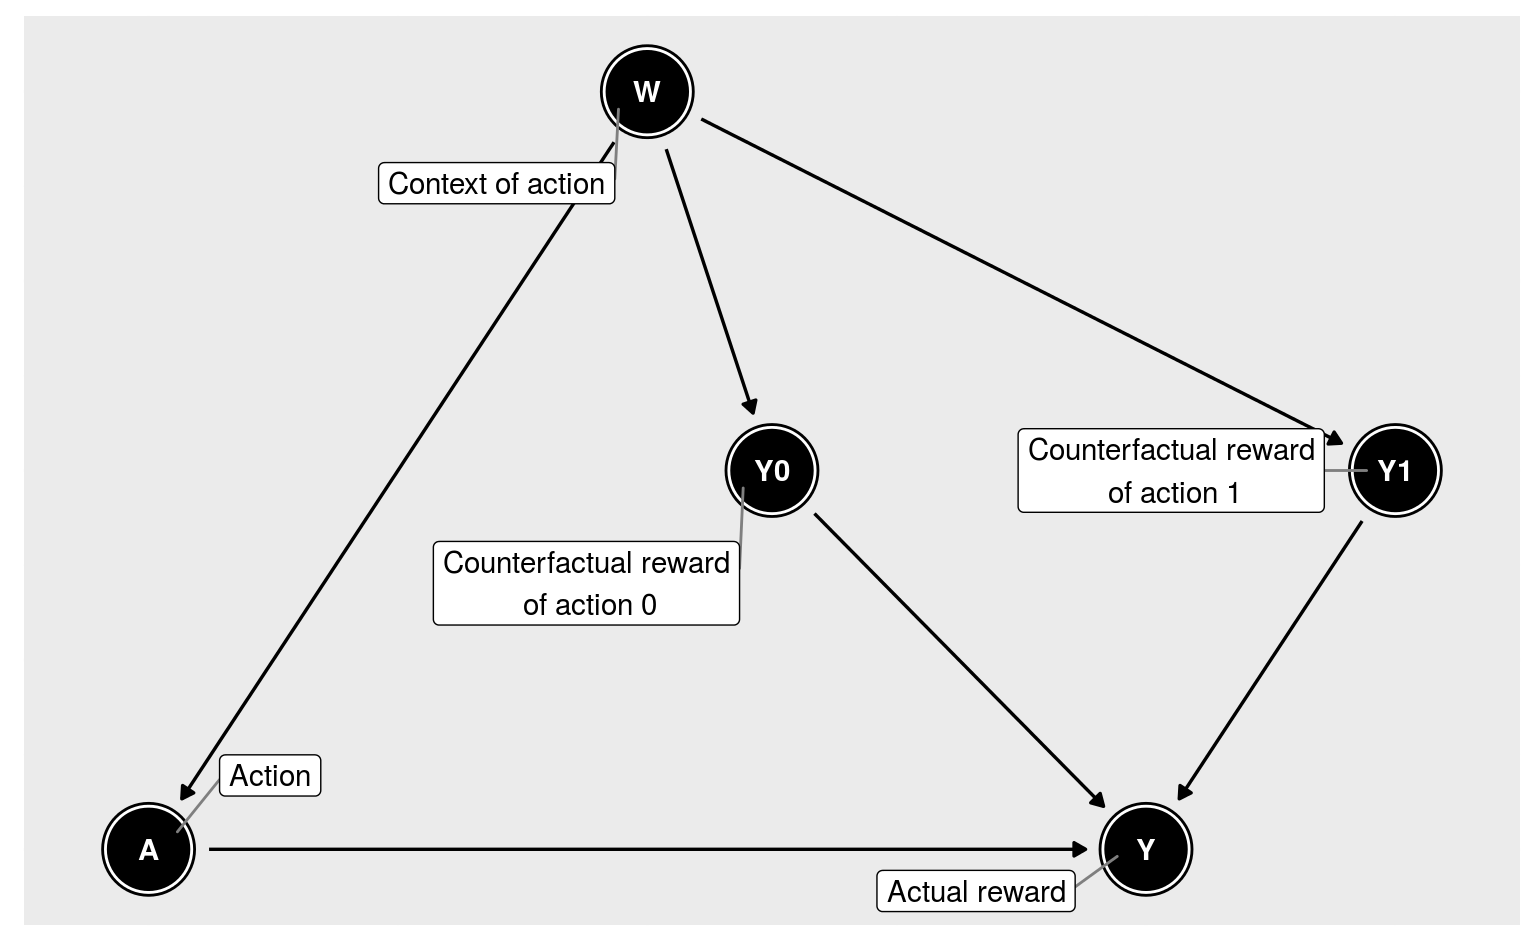 W
Context of action
Y0
Counterfactual reward
of action 1
Y1
Counterfactual reward
of action 0
Action
A
Y
Actual reward